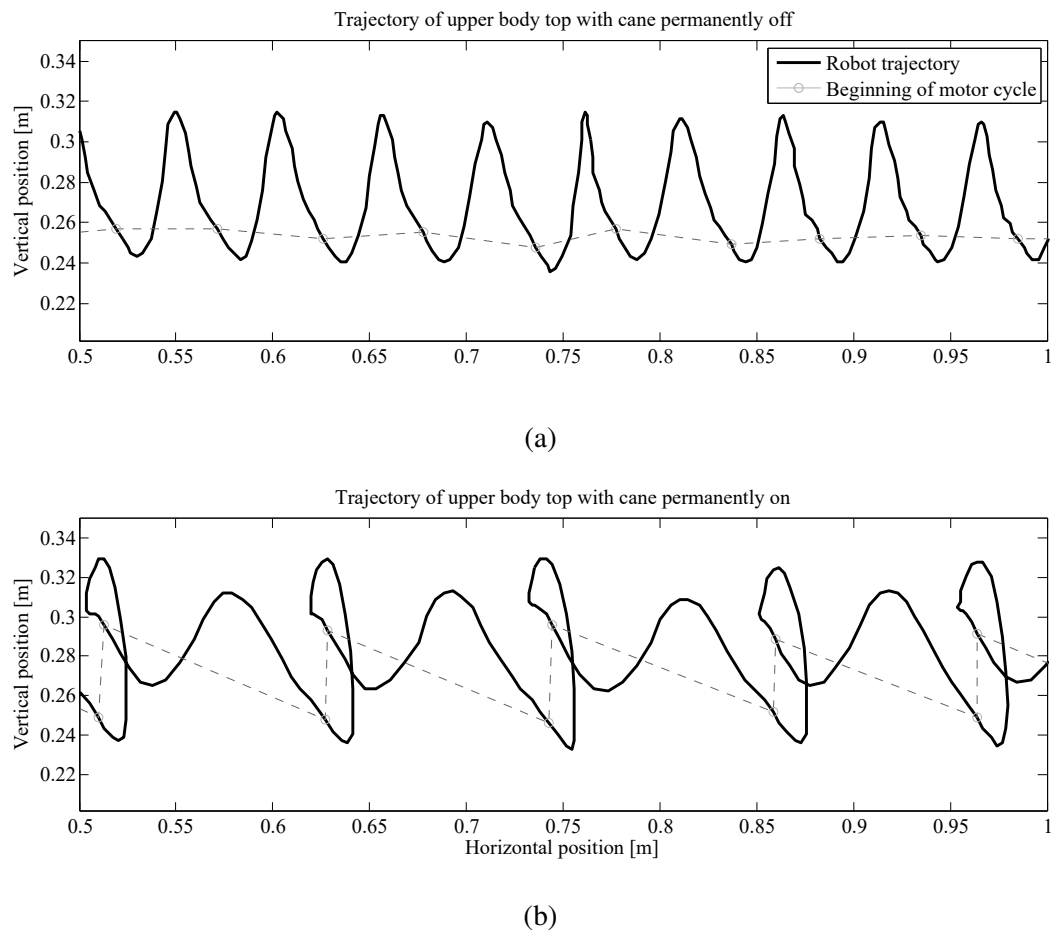 Trajectory of upper body top with cane permanently off
0.34
0.32
0.3
0.28
0.26
0.24
0.22
Vertical position [m]
Robot trajectory
Beginning of motor cycle
0.5 0.55 0.6 0.65 0.7 0.75 0.8 0.85 0.9 0.95 1
(a)
Trajectory of upper body top with cane permanently on
0.34
0.32
0.3
0.28
0.26
0.24
0.22
Vertical position [m]
0.5 0.55 0.6 0.65 0.7 0.75 0.8 0.85 0.9 0.95 1
Horizontal position [m]
(b)